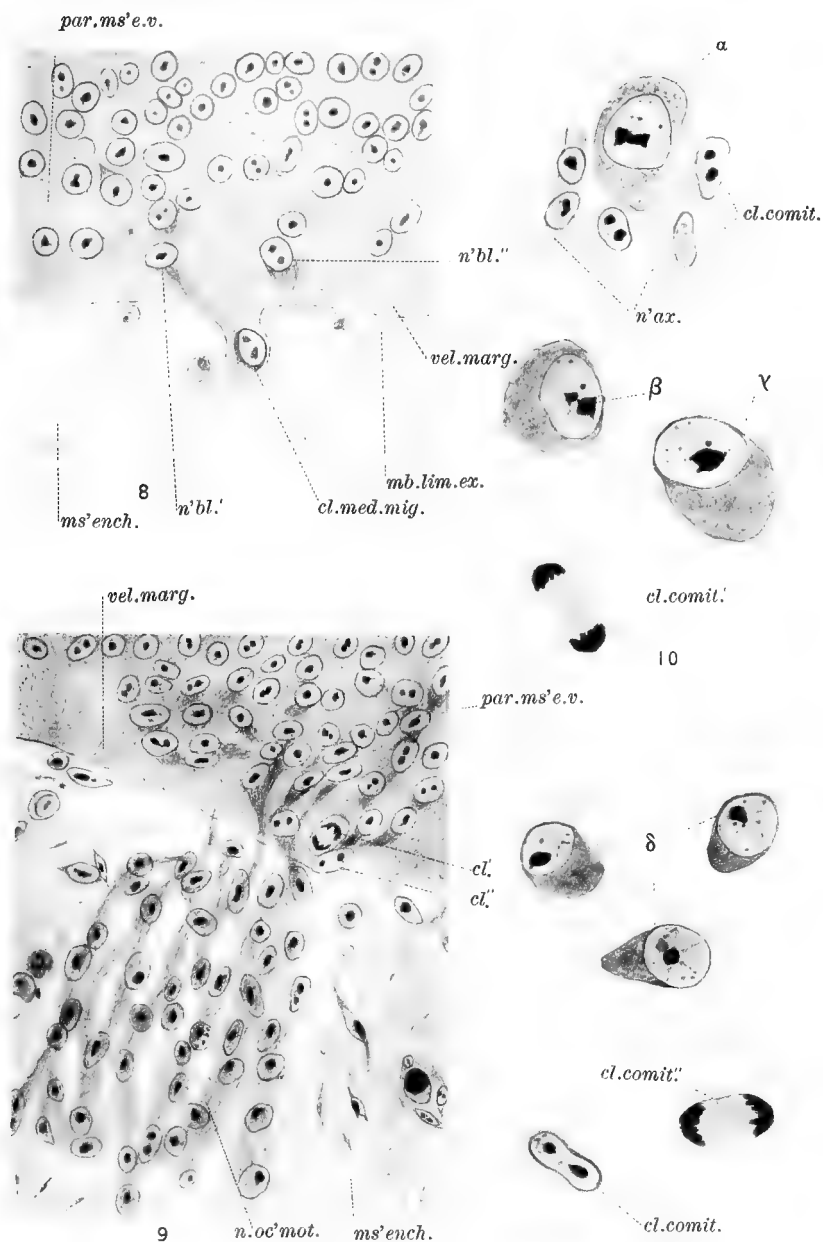 par.ms'e.v.
α
cl.comit.
n'bl."
n'ax.
vel.marg.
β
γ
mb.lim.ex.
8
n'bl.'
cl.med.mig.
ms'ench.
cl.comit.'
10
vel.marg.
par.ms'e.v.
δ
cl.'
cl."
cl.comit."
9
n.oc'mot.
ms'ench.
cl.comit.